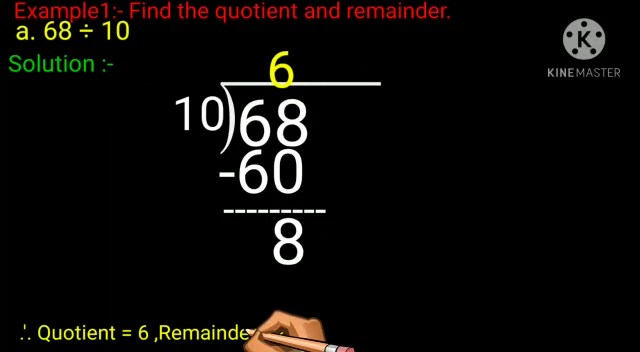 Example1:- Find the quotient and remainder.
a. 68 ÷ 10
Solution :-
K
KINEMASTER
6
10)68
-60
---------
8
∴ Quotient = 6 ,Remainde